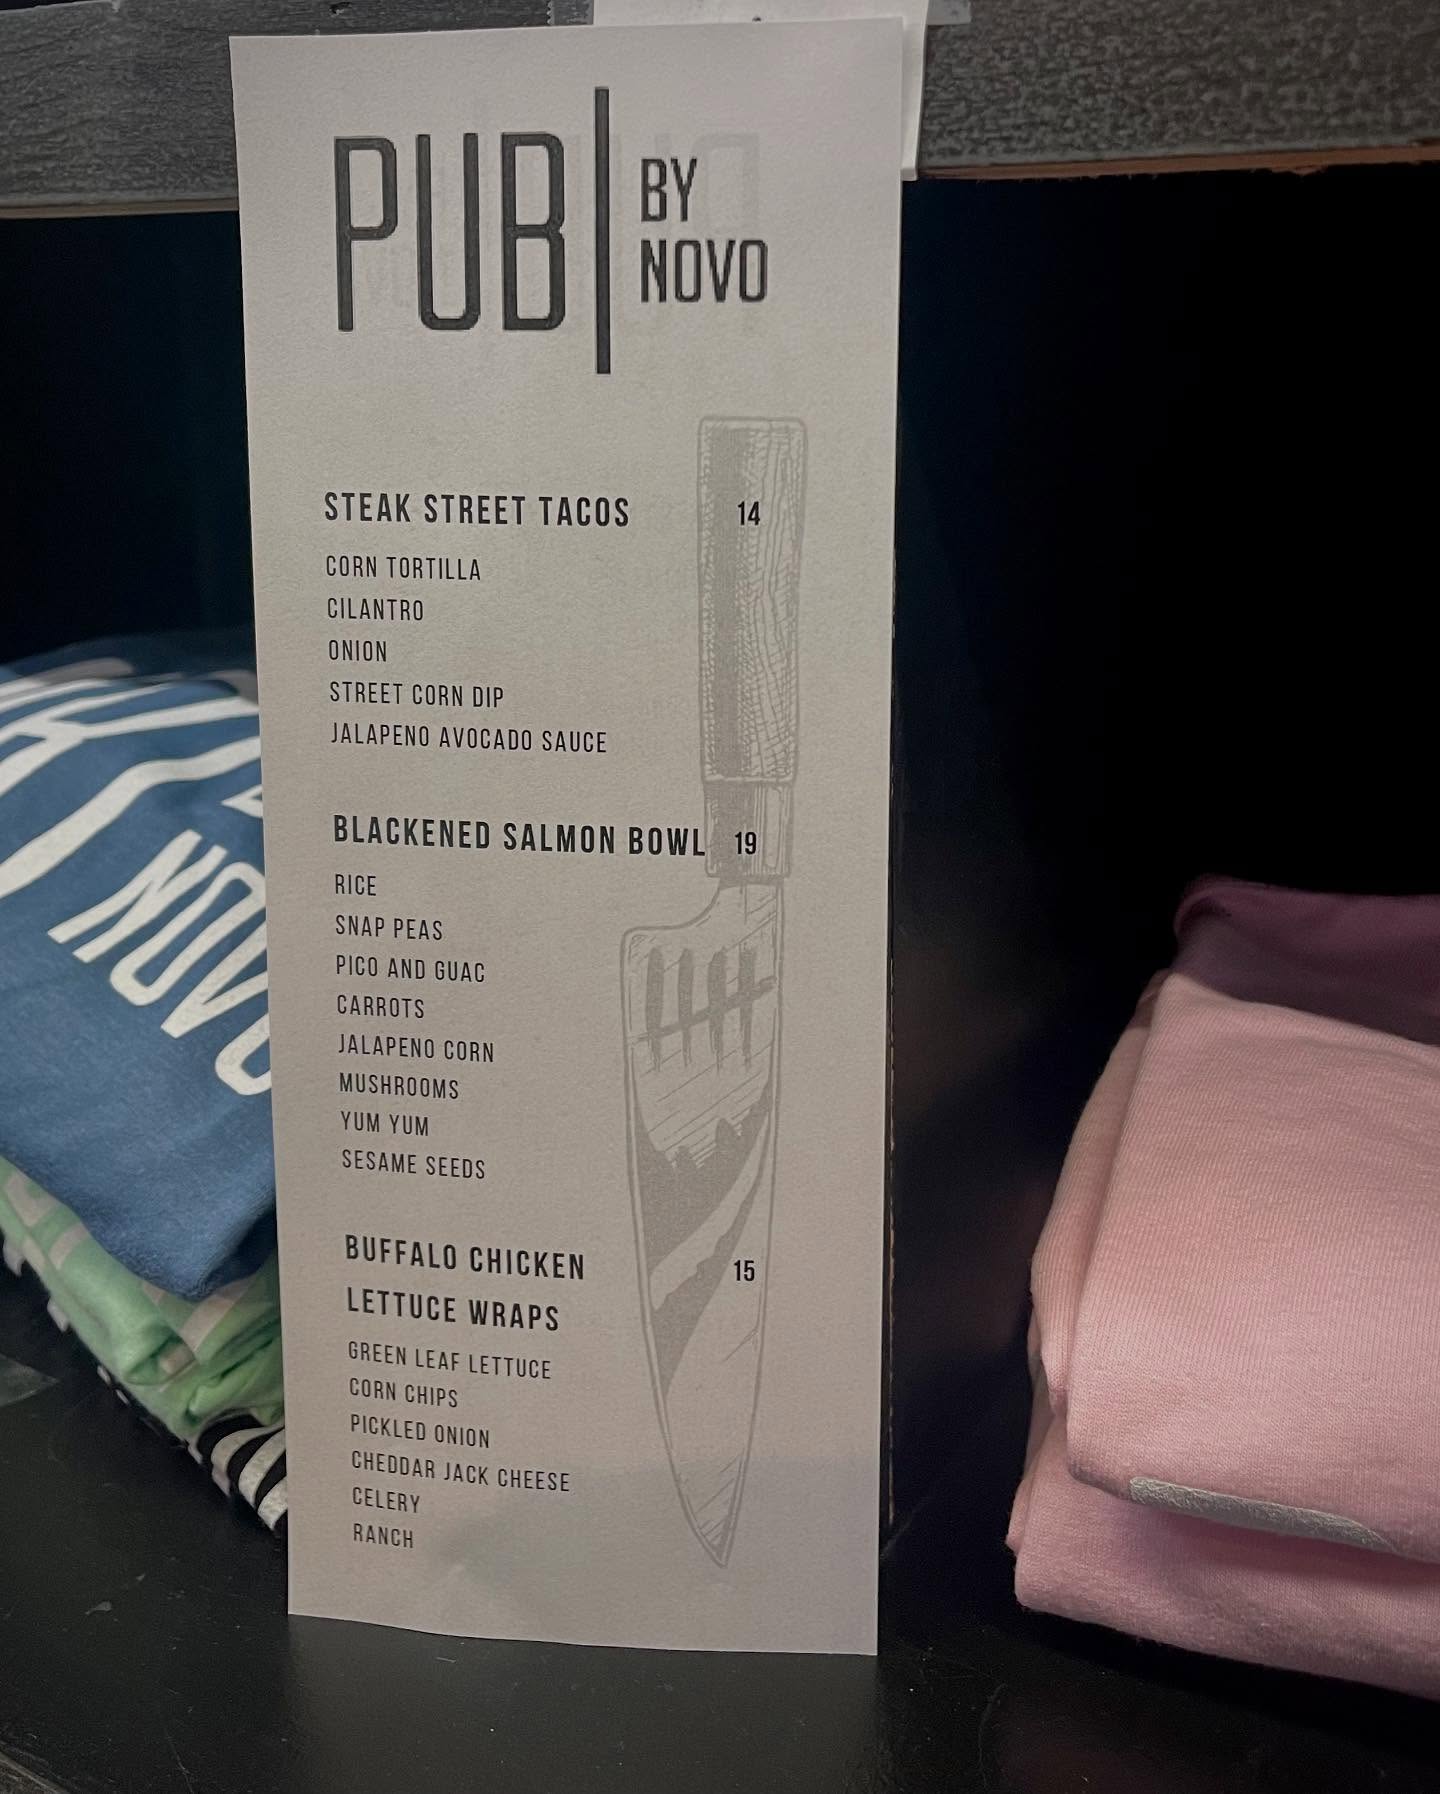 PUB | BY
NOVO
STEAK STREET TACOS 14
CORN TORTILLA
CILANTRO
ONION
STREET CORN DIP
JALAPENO AVOCADO SAUCE
BLACKENED SALMON BOWL 19
RICE
SNAP PEAS
PICO AND GUAC
CARROTS
JALAPENO CORN
MUSHROOMS
YUM YUM
SESAME SEEDS
BUFFALO CHICKEN 15
LETTUCE WRAPS
GREEN LEAF LETTUCE
CORN CHIPS
PICKLED ONION
CHEDDAR JACK CHEESE
CELERY
RANCH
NOVO